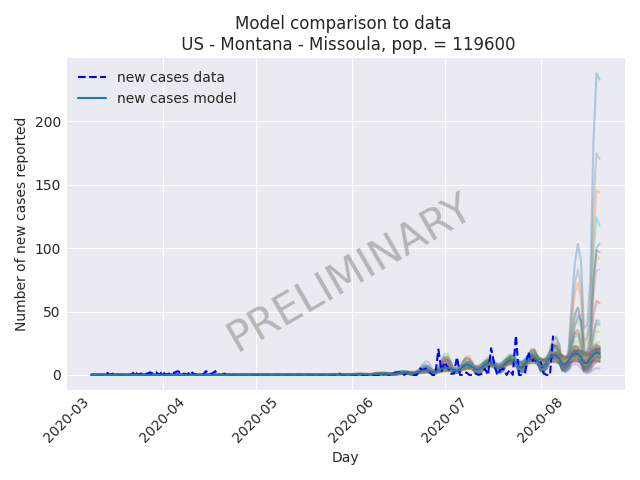 Model comparison to data
US - Montana - Missoula, pop. = 119600
new cases data
new cases model
Number of new cases reported
200
150
100
50
0
PRELIMINARY
2020-03
2020-04
2020-05
2020-06
2020-07
2020-08
Day